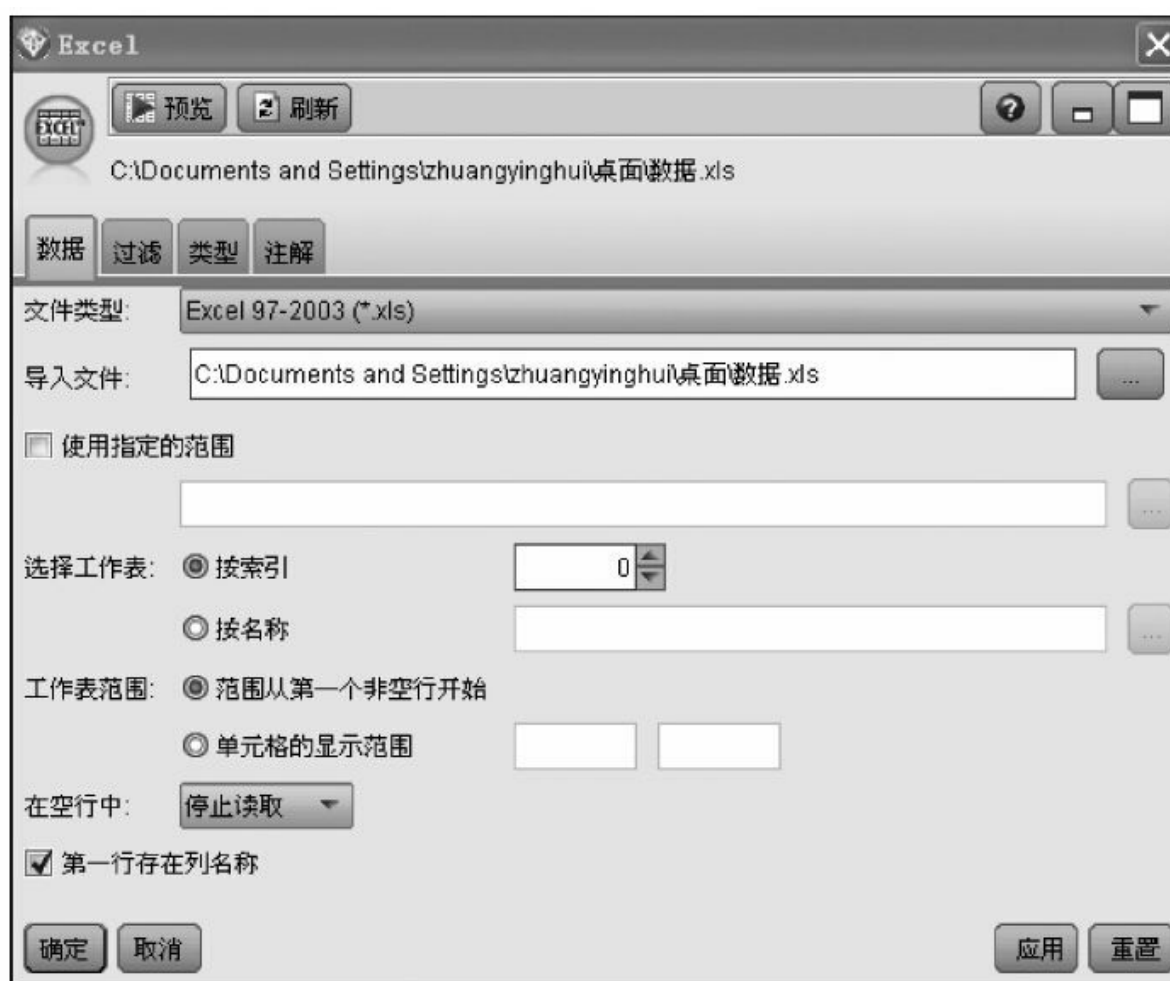 Excel
预览 刷新
EXCEL
C:\Documents and Settings\zhuangyinghui\桌面\数据.xls
数据 过滤 类型 注解
文件类型: Excel 97-2003 (*.xls)
导入文件: C:\Documents and Settings\zhuangyinghui\桌面\数据.xls ...
使用指定的范围
...
选择工作表: 按索引 0
按名称 ...
工作表范围: 范围从第一个非空行开始
单元格的显示范围
在空行中: 停止读取
第一行存在列名称
确定 取消 应用 重置